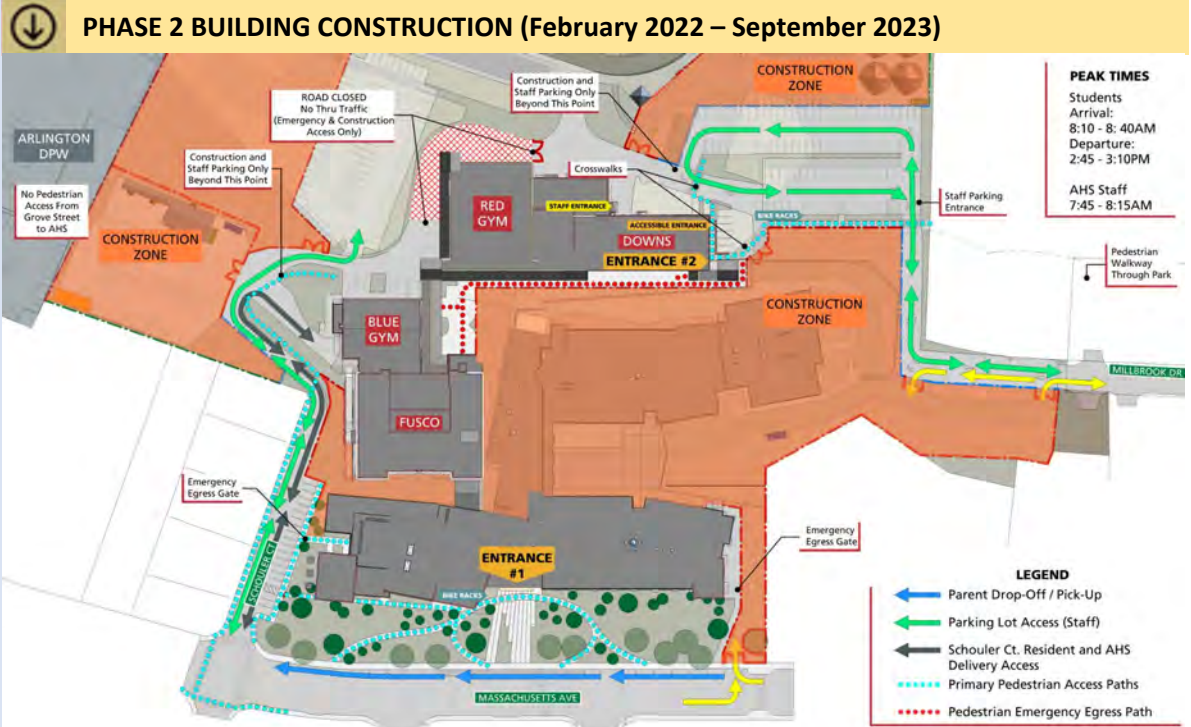 PHASE 2 BUILDING CONSTRUCTION (February 2022 – September 2023)
ARLINGTON
DPW
No Pedestrian
Access From
Grove Street
to AHS
CONSTRUCTION
ZONE
Construction and
Staff Parking Only
Beyond This Point
ROAD CLOSED
No Thru Traffic
(Emergency & Construction
Access Only)
Construction and
Staff Parking Only
Beyond This Point
Crosswalks
CONSTRUCTION
ZONE
PEAK TIMES
Students
Arrival:
8:10 - 8: 40AM
Departure:
2:45 - 3:10PM
AHS Staff
7:45 - 8:15AM
Staff Parking
Entrance
Pedestrian
Walkway
Through Park
RED
GYM
STAFF ENTRANCE
ACCESSIBLE ENTRANCE
DOWNS
ENTRANCE #2
BIKE RACKS
CONSTRUCTION
ZONE
BLUE
GYM
FUSCO
MILLBROOK DR
Emergency
Egress Gate
SCHOULER CT
ENTRANCE
#1
BIKE RACKS
Emergency
Egress Gate
MASSACHUSETTS AVE
LEGEND
Parent Drop-Off / Pick-Up
Parking Lot Access (Staff)
Schouler Ct. Resident and AHS
Delivery Access
Primary Pedestrian Access Paths
Pedestrian Emergency Egress Path